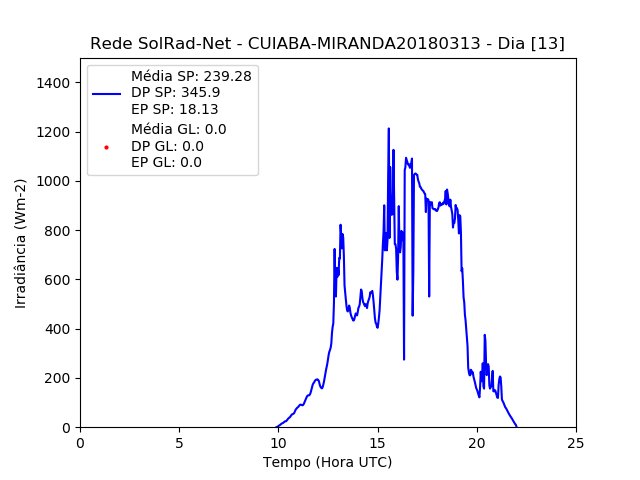 Rede SolRad-Net - CUIABA-MIRANDA20180313 - Dia [13]
Média SP: 239.28
DP SP: 345.9
EP SP: 18.13
Média GL: 0.0
DP GL: 0.0
EP GL: 0.0
Irradiância (Wm-2)
1400
1200
1000
800
600
400
200
0
0 5 10 15 20 25
Tempo (Hora UTC)